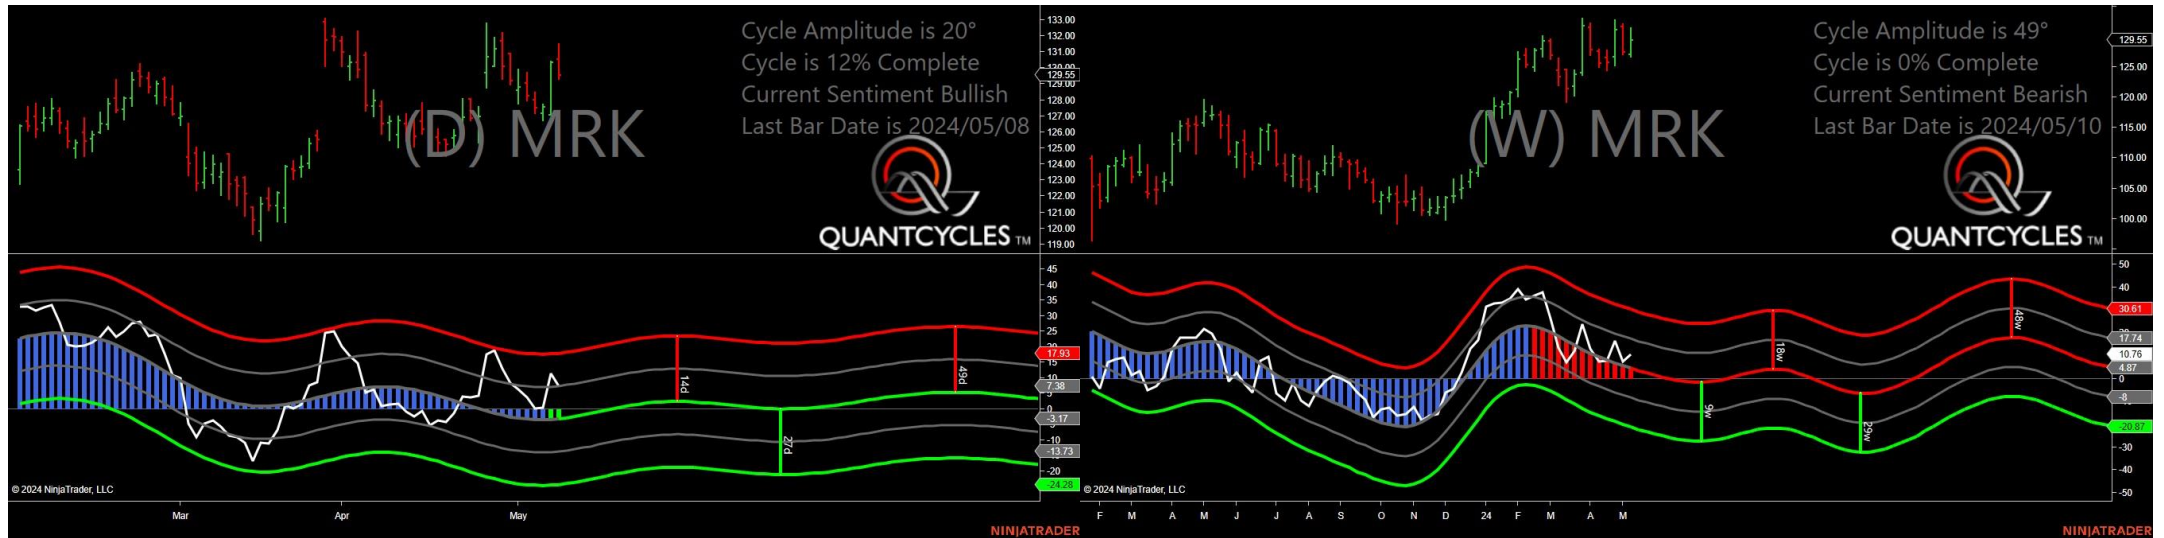 Cycle Amplitude is 20°
Cycle is 12% Complete
Current Sentiment Bullish
Last Bar Date is 2024/05/08
(D) MRK
QUANTCYCLES TM
133.00
132.00
131.00
130.00
129.55
128.00
127.00
126.00
125.00
124.00
123.00
122.00
121.00
120.00
119.00
45
40
35
30
25
17.93
15
10
7.38
5
0
-3.17
-10
-13.73
-20
-24.28
14d
27d
49d
© 2024 NinjaTrader, LLC
Mar Apr May
NINJATRADER
Cycle Amplitude is 49°
Cycle is 0% Complete
Current Sentiment Bearish
Last Bar Date is 2024/05/10
(W) MRK
QUANTCYCLES TM
129.55
125.00
120.00
115.00
110.00
105.00
100.00
50
40
30.61
17.74
10.76
4.87
0
-8
-20.87
-30
-40
-50
9w
18w
29w
48w
© 2024 NinjaTrader, LLC
F M A M J J A S O N D 24 F M A M
NINJATRADER